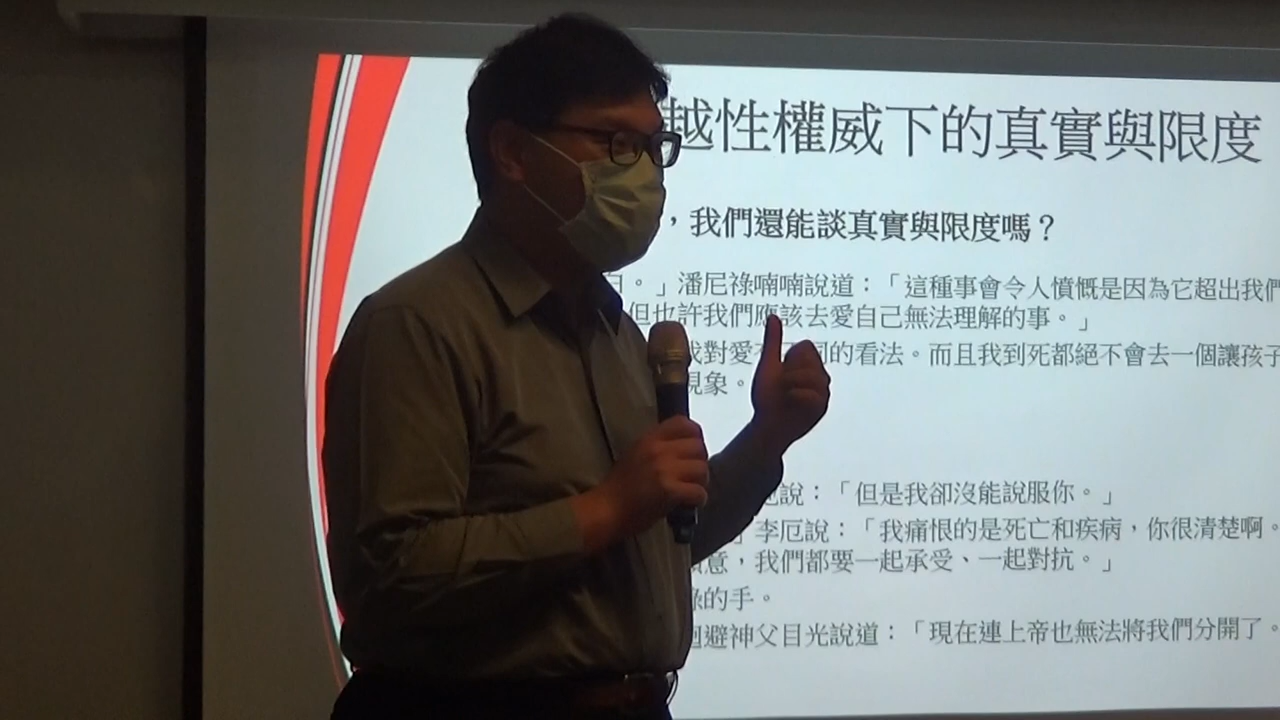 越性權威下的真實與限度
，我們還能談真實與限度嗎？
。」潘尼祿喃喃說道：「這種事會令人憤慨是因為它超出我們
但也許我們應該去愛自己無法理解的事。」
我對愛有不同的看法。而且我到死都絕不會去一個讓孩子
現象。
說：「但是我卻沒能說服你。」
」李厄說：「我痛恨的是死亡和疾病，你很清楚啊。
意，我們都要一起承受、一起對抗。」
的手。
迴避神父目光說道：「現在連上帝也無法將我們分開了。